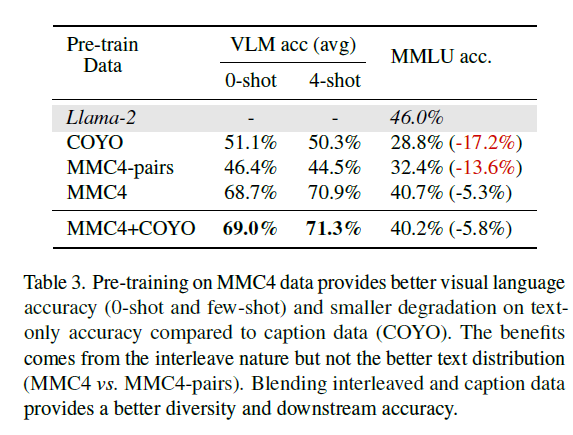 Pre-train Data VLM acc (avg) MMLU acc.
0-shot 4-shot
Llama-2 - - 46.0%
COYO 51.1% 50.3% 28.8% (-17.2%)
MMC4-pairs 46.4% 44.5% 32.4% (-13.6%)
MMC4 68.7% 70.9% 40.7% (-5.3%)
MMC4+COYO 69.0% 71.3% 40.2% (-5.8%)
Table 3. Pre-training on MMC4 data provides better visual language
accuracy (0-shot and few-shot) and smaller degradation on text-
only accuracy compared to caption data (COYO). The benefits
comes from the interleave nature but not the better text distribution
(MMC4 vs. MMC4-pairs). Blending interleaved and caption data
provides a better diversity and downstream accuracy.